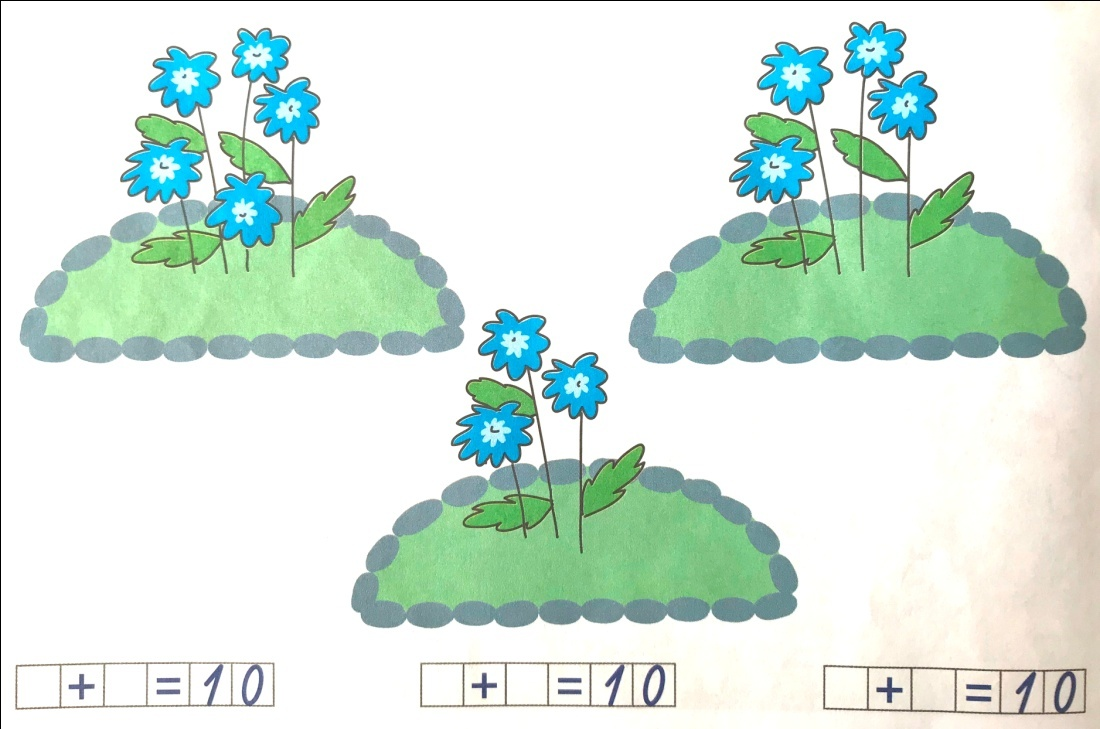 + = 10 + = 10 + = 10